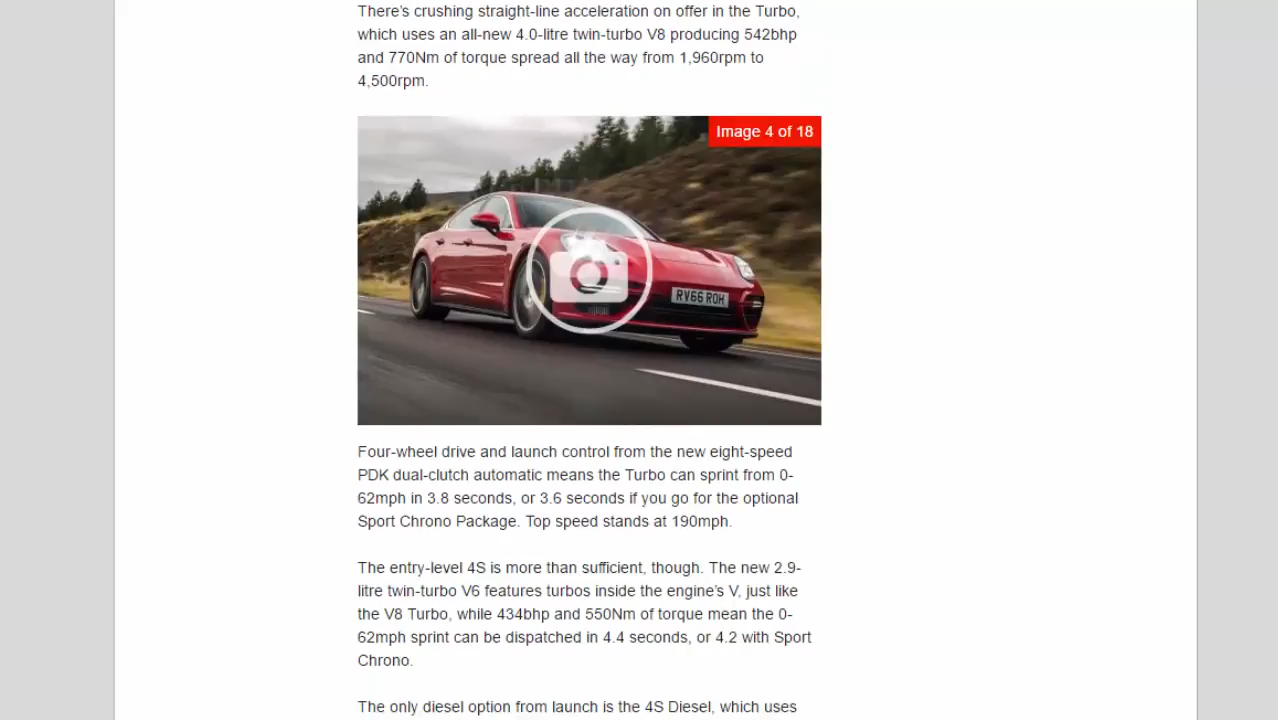 There's crushing straight-line acceleration on offer in the Turbo,
which uses an all-new 4.0-litre twin-turbo V8 producing 542bhp
and 770Nm of torque spread all the way from 1,960rpm to
4,500rpm.
Image 4 of 18
RV66 ROH
Four-wheel drive and launch control from the new eight-speed
PDK dual-clutch automatic means the Turbo can sprint from 0-
62mph in 3.8 seconds, or 3.6 seconds if you go for the optional
Sport Chrono Package. Top speed stands at 190mph.
The entry-level 4S is more than sufficient, though. The new 2.9-
litre twin-turbo V6 features turbos inside the engine’s V, just like
the V8 Turbo, while 434bhp and 550Nm of torque mean the 0-
62mph sprint can be dispatched in 4.4 seconds, or 4.2 with Sport
Chrono.
The only diesel option from launch is the 4S Diesel, which uses